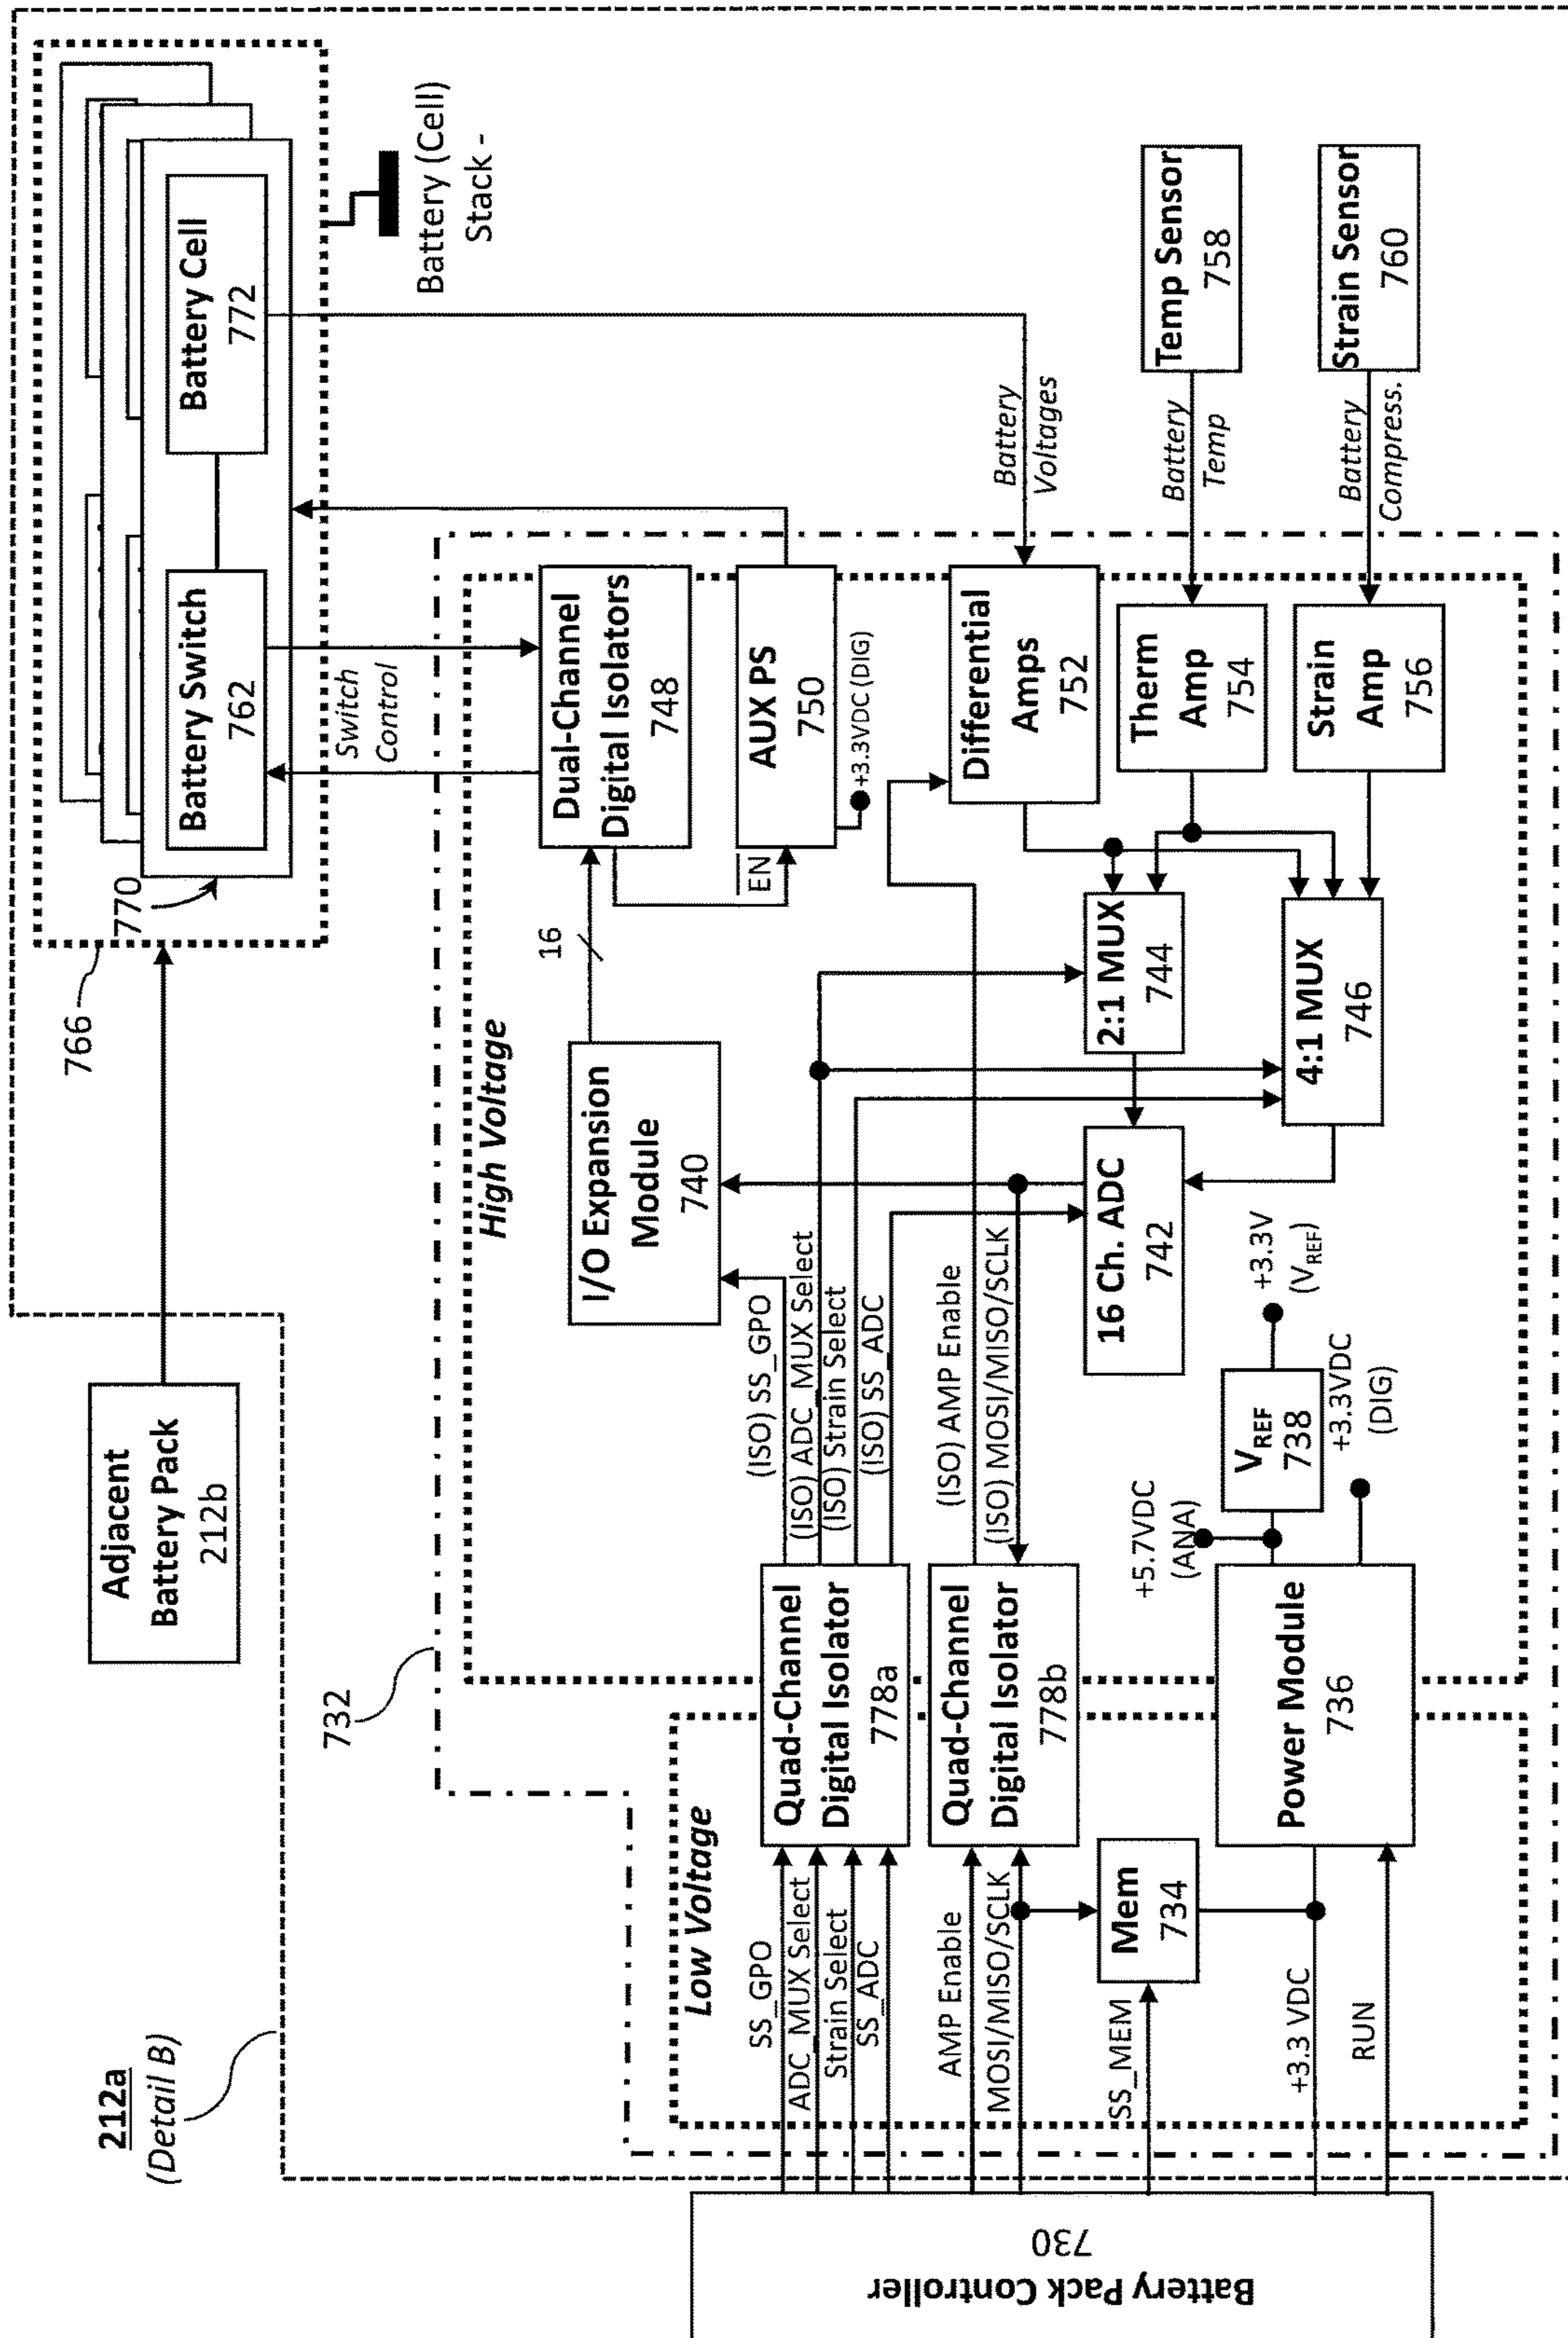 212a
(Detail B)
Adjacent
Battery Pack
212b
766
770
Battery Switch
762
Battery Cell
772
Battery (Cell)
Stack -
732
Switch
Control
High Voltage
Low Voltage
I/O Expansion
Module
740
16
Dual-Channel
Digital Isolators
748
EN
AUX PS
750
+3.3VDC (DIG)
Battery Pack Controller
730
SS_GPO
ADC_MUX Select
Strain Select
SS_ADC
Quad-Channel
Digital Isolator
778a
(ISO) SS_GPO
(ISO) ADC_MUX Select
(ISO) Strain Select
(ISO) SS_ADC
AMP Enable
MOSI/MISO/SCLK
Quad-Channel
Digital Isolator
778b
(ISO) AMP Enable
(ISO) MOSI/MISO/SCLK
Differential
Amps
752
Battery
Voltages
SS_MEM
Mem
734
16 Ch. ADC
742
2:1 MUX
744
Therm
Amp
754
Battery
Temp
Temp Sensor
758
+3.3 VDC
RUN
Power Module
736
+5.7VDC
(ANA)
VREF
738
+3.3V
(VREF)
+3.3VDC
(DIG)
4:1 MUX
746
Strain
Amp
756
Battery
Compress.
Strain Sensor
760